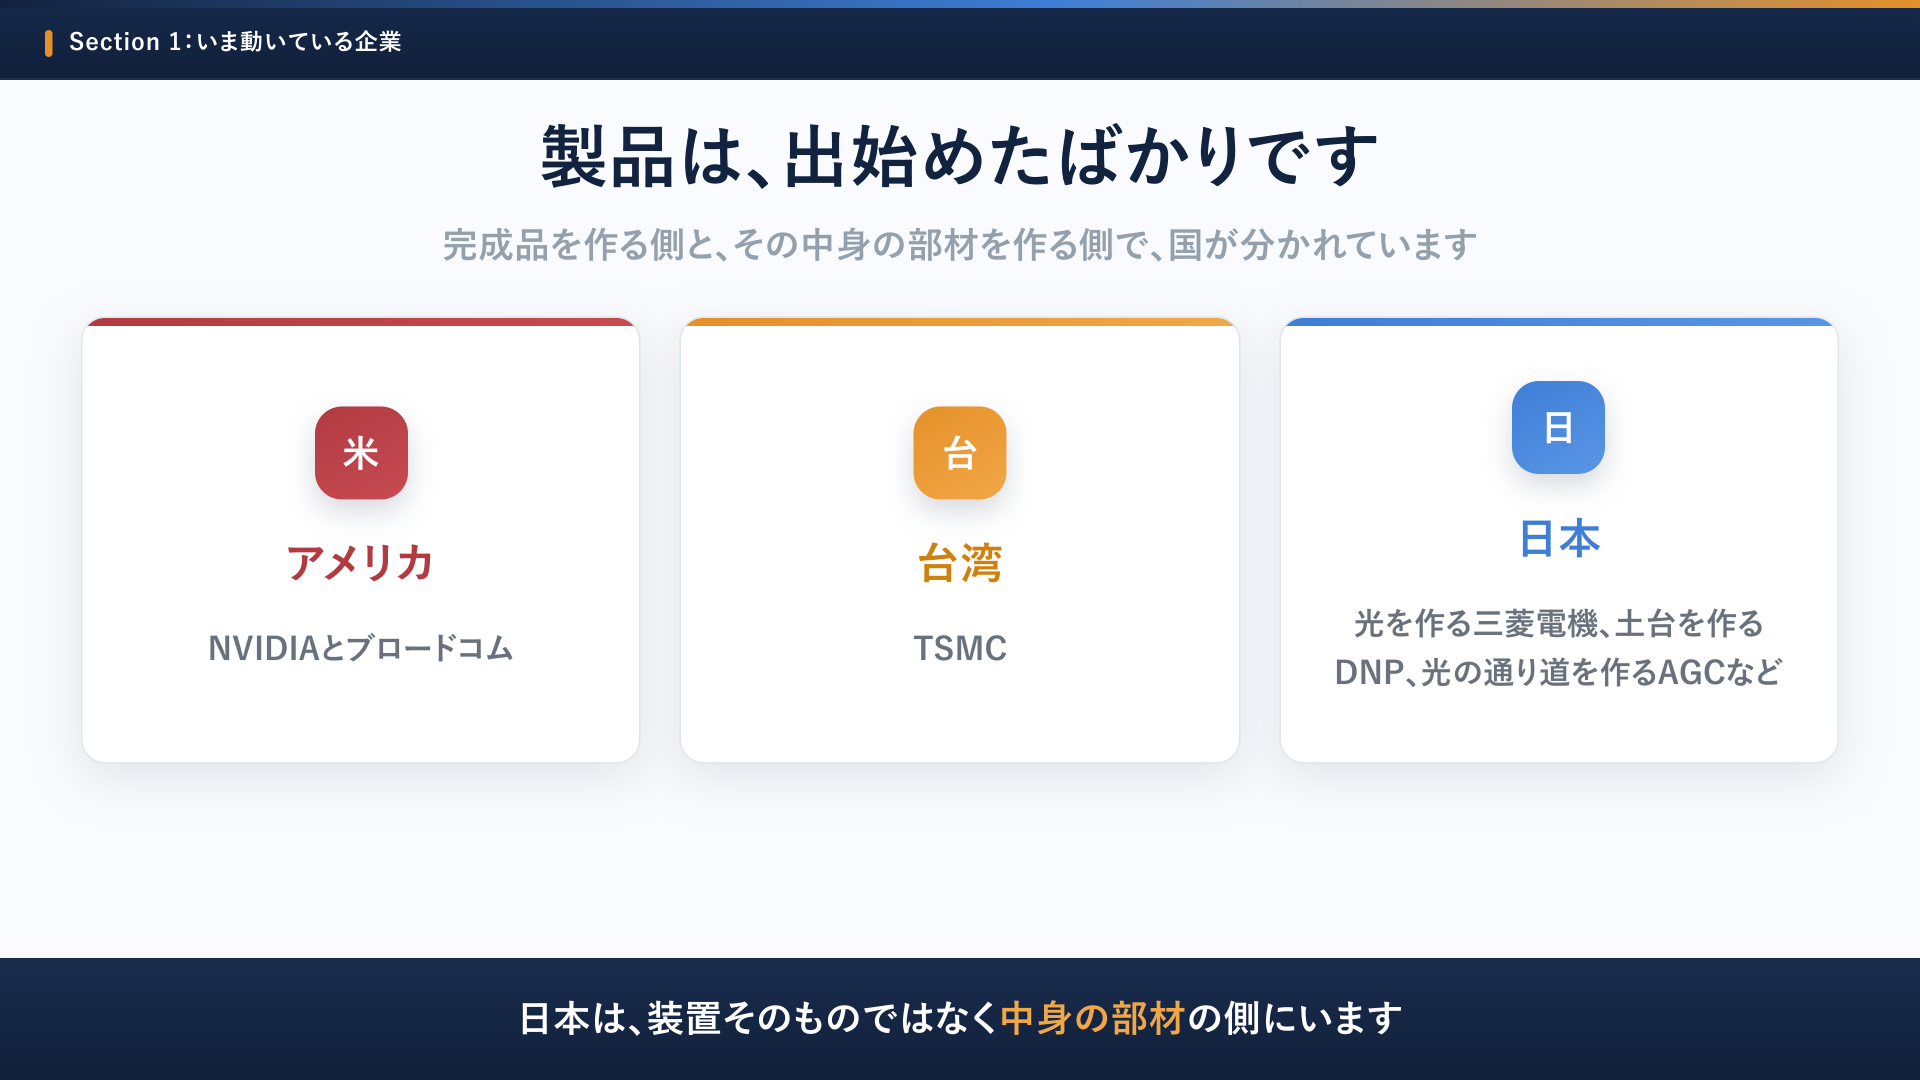 Section 1：いま動いている企業
製品は、出始めたばかりです
完成品を作る側と、その中身の部材を作る側で、国が分かれています
米
アメリカ
NVIDIAとブロードコム
台
台湾
TSMC
日
日本
光を作る三菱電機、土台を作る
DNP、光の通り道を作るAGCなど
日本は、装置そのものではなく中身の部材の側にいます